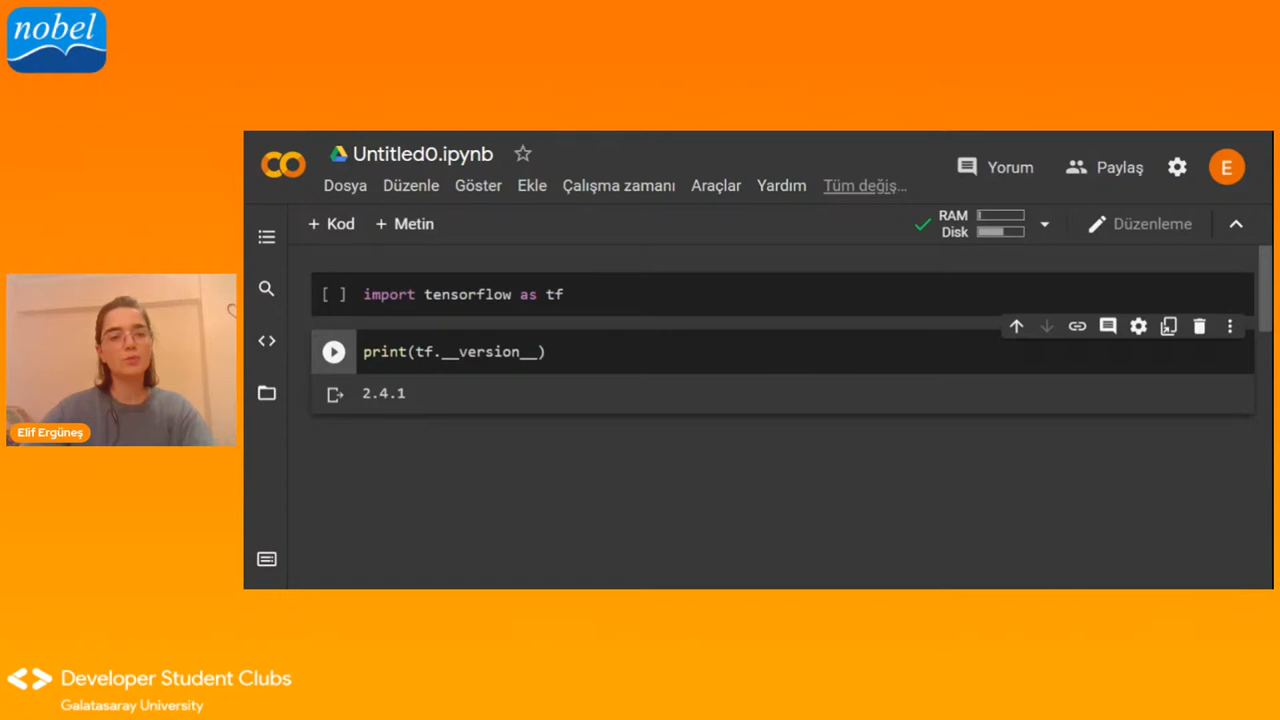 nobel
Untitled0.ipynb
Yorum
Paylaş
E
Dosya Düzenle Göster Ekle Çalışma zamanı Araçlar Yardım Tüm değiş…
+ Kod + Metin
RAM
Disk
Düzenleme
[ ] import tensorflow as tf
print(tf.__version__)
2.4.1
Elif Ergüneş
Developer Student Clubs
Galatasaray University